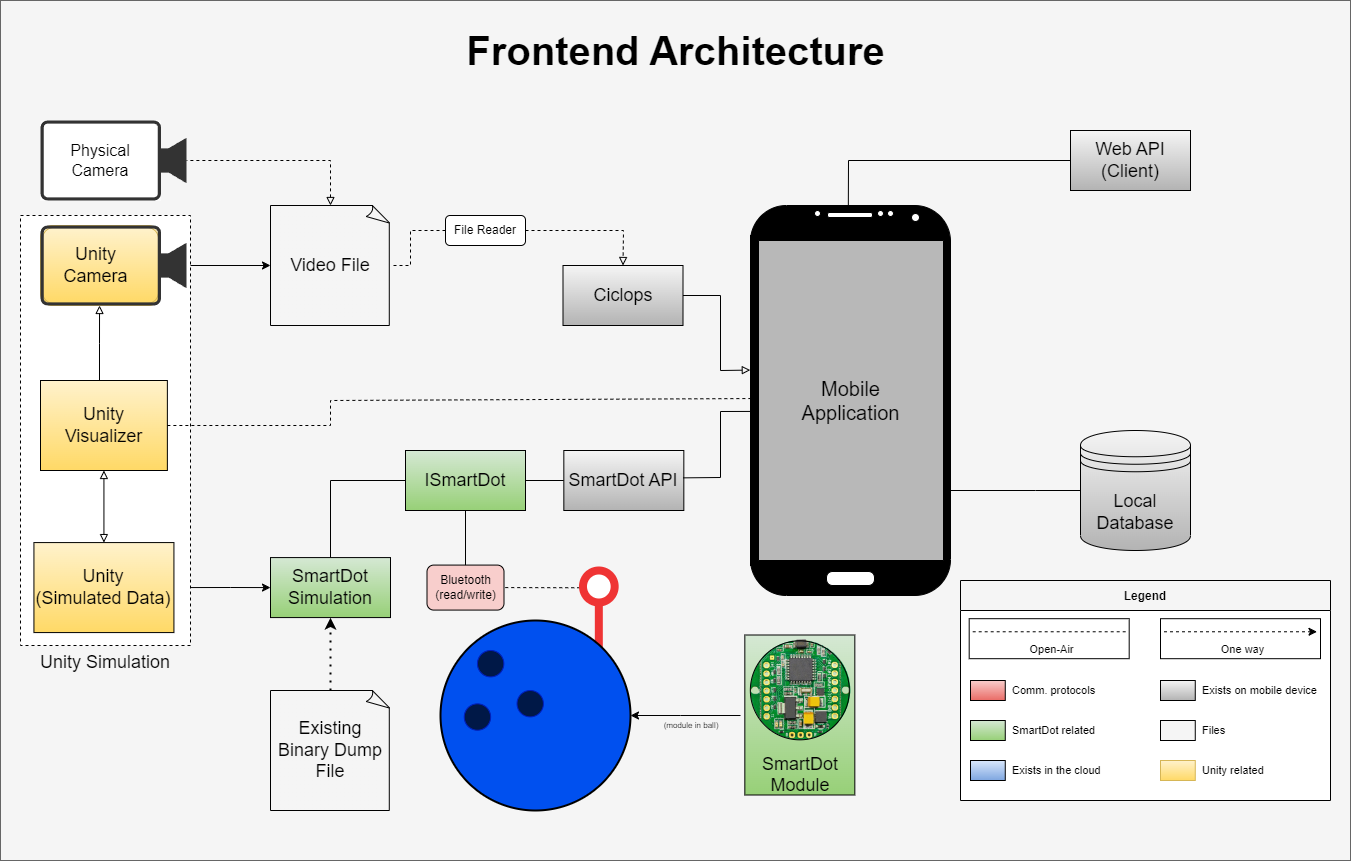 Frontend Architecture
Physical
Camera
Web API
(Client)
Unity
Camera
Video File
File Reader
Ciclops
Mobile
Application
Unity
Visualizer
ISmartDot
SmartDot API
Local
Database
Unity
(Simulated Data)
SmartDot
Simulation
Bluetooth
(read/write)
Unity Simulation
Existing
Binary Dump
File
(module in ball)
SmartDot
Module
Legend
Open-Air
One way
Comm. protocols
Exists on mobile device
SmartDot related
Files
Exists in the cloud
Unity related